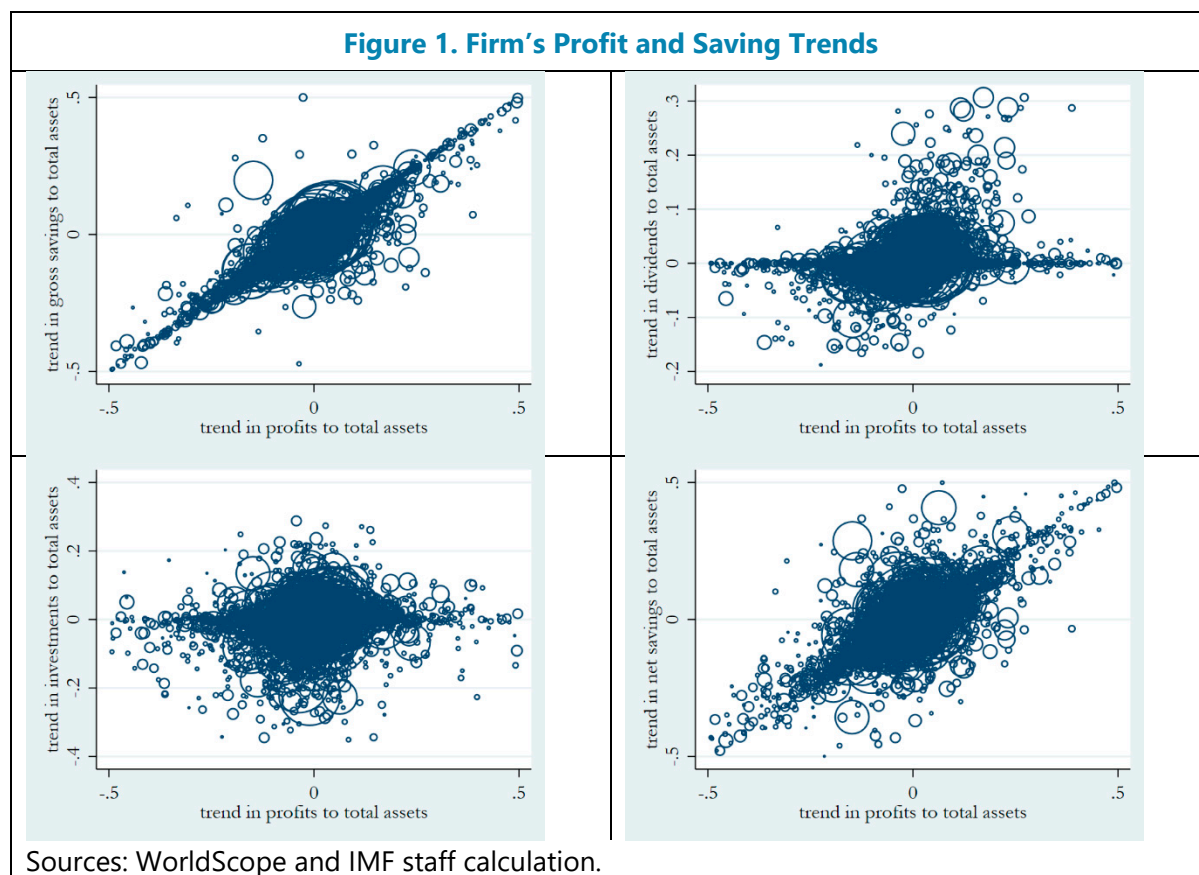 Figure 1. Firm's Profit and Saving Trends
trend in gross savings to total assets
.5
0
-.5
-.5 0 .5
trend in profits to total assets
trend in dividends to total assets
.3
.2
.1
0
-.1
-.2
-.5 0 .5
trend in profits to total assets
trend in investments to total assets
.4
.2
0
-.2
-.4
-.5 0 .5
trend in profits to total assets
trend in net savings to total assets
.5
0
-.5
-.5 0 .5
trend in profits to total assets
Sources: WorldScope and IMF staff calculation.